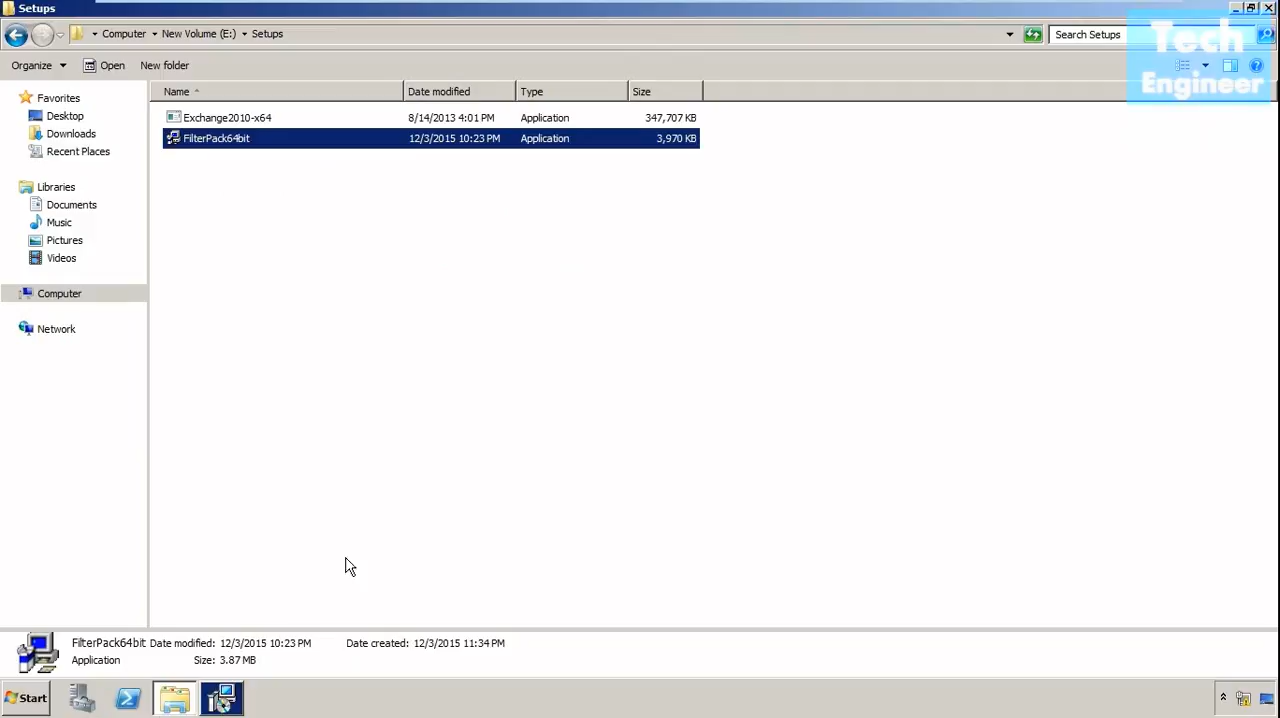 Setups
Computer New Volume (E:) Setups
Search Setups
Tech
Engineer
Organize Open New folder
Name Date modified Type Size
Exchange2010-x64 8/14/2013 4:01 PM Application 347,707 KB
FilterPack64bit 12/3/2015 10:23 PM Application 3,970 KB
Favorites
Desktop
Downloads
Recent Places
Libraries
Documents
Music
Pictures
Videos
Computer
Network
FilterPack64bit Date modified: 12/3/2015 10:23 PM Date created: 12/3/2015 11:34 PM
Application Size: 3.87 MB
Start